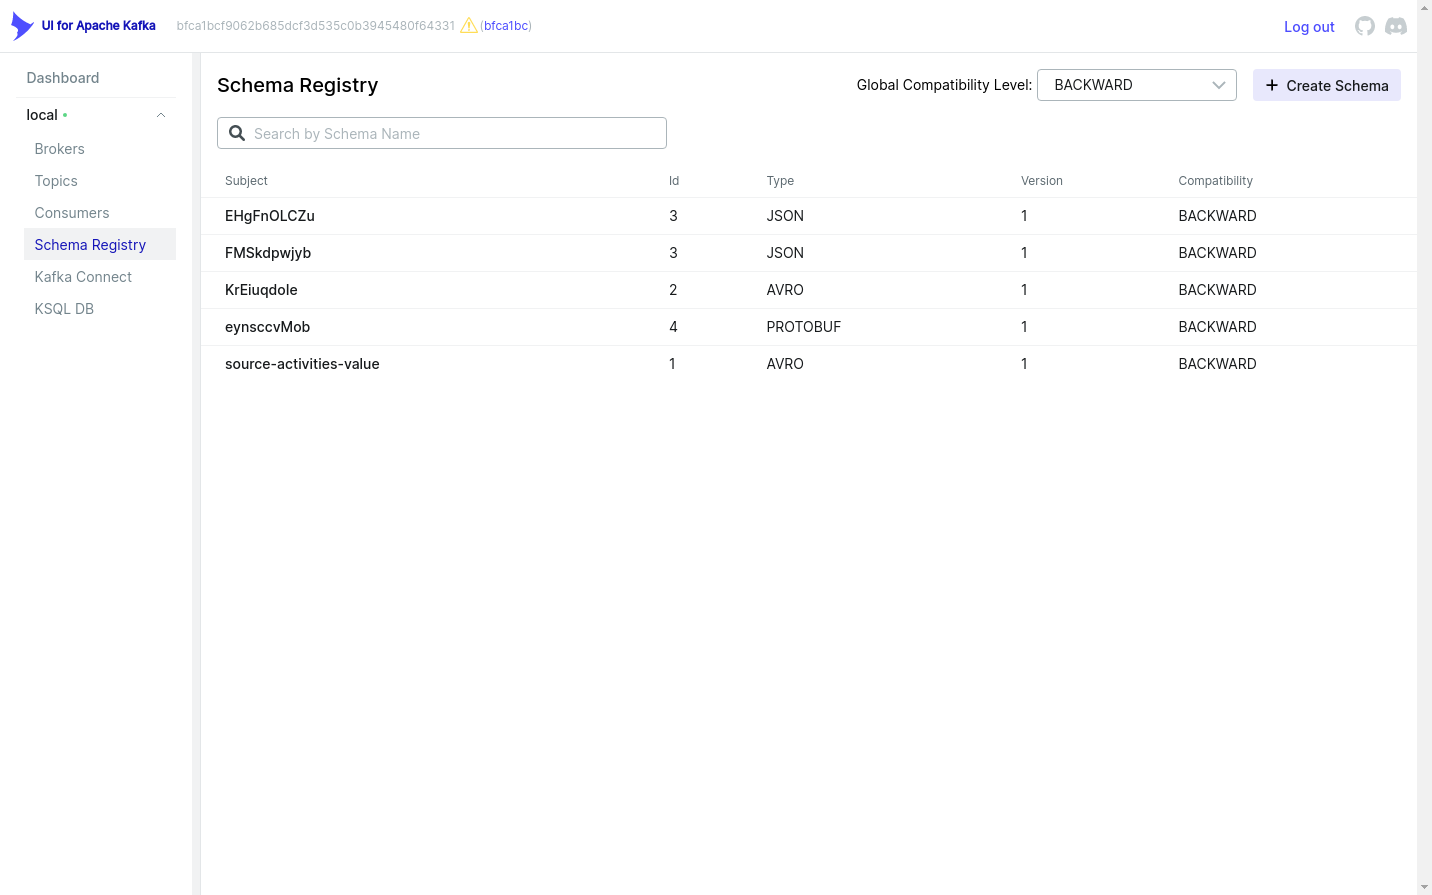 UI for Apache Kafka bfca1bcf9062b685dcf3d535c0b3945480f64331 (bfca1bc) Log out
Dashboard
local
Brokers
Topics
Consumers
Schema Registry
Kafka Connect
KSQL DB
Schema Registry Global Compatibility Level: BACKWARD Create Schema
Search by Schema Name
Subject Id Type Version Compatibility
EHgFnOLCZu 3 JSON 1 BACKWARD
FMSkdpwjyb 3 JSON 1 BACKWARD
KrEiuqdole 2 AVRO 1 BACKWARD
eynsccvMob 4 PROTOBUF 1 BACKWARD
source-activities-value 1 AVRO 1 BACKWARD